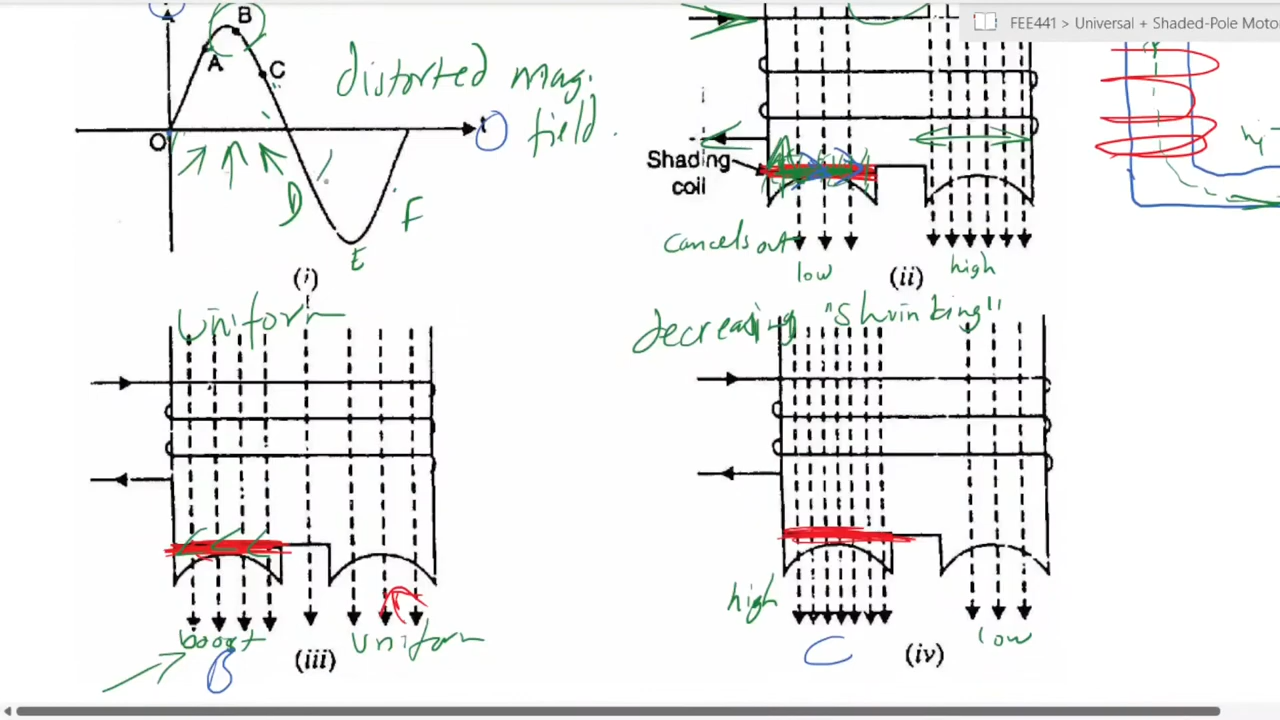 FEE441 > Universal + Shaded-Pole Moto
B
A
C
distorted mag.
field.
O
t
D
F
E
(i)
Shading
coil
cancels out
low
high
(ii)
hi
Uniform
decreasing "shrinking"
boost
uniform
B
(iii)
high
low
C
(iv)